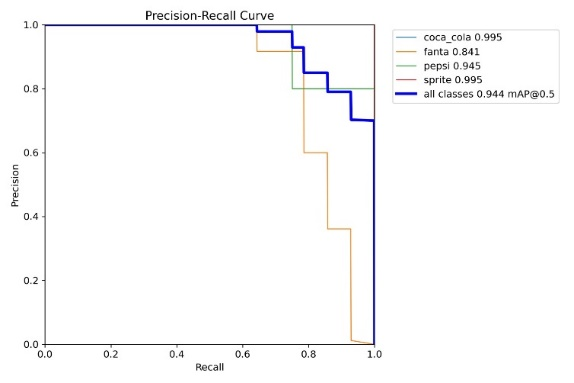 Precision-Recall Curve
1.0
0.8
0.6
0.4
0.2
0.0
Precision
0.0 0.2 0.4 0.6 0.8 1.0
Recall
coca_cola 0.995
fanta 0.841
pepsi 0.945
sprite 0.995
all classes 0.944 mAP@0.5